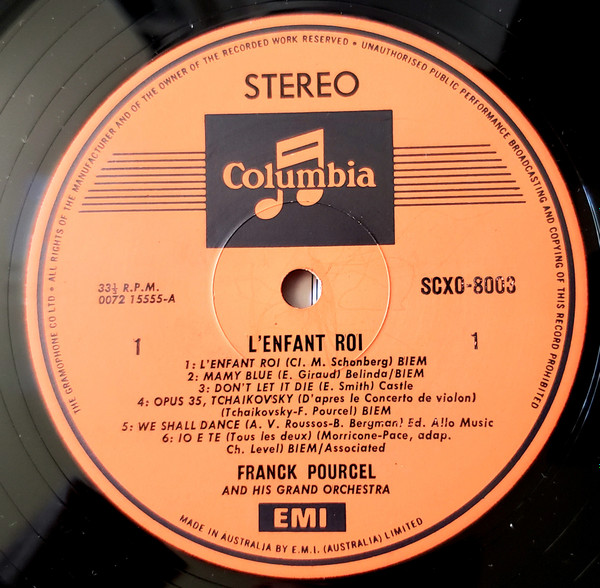 THE GRAMOPHONE CO LTD • ALL RIGHTS OF THE MANUFACTURER AND OF THE OWNER OF THE RECORDED WORK RESERVED • UNAUTHORISED PUBLIC PERFORMANCE BROADCASTING AND COPYING OF THIS RECORD PROHIBITED
STEREO
Columbia
33⅓ R.P.M.
0072 15555-A
SCXO-8003
1
L'ENFANT ROI
1
1: L'ENFANT ROI (Cl. M. Schonberg) BIEM
2: MAMY BLUE (E. Giraud) Belinda/BIEM
3: DON'T LET IT DIE (E. Smith) Castle
4: OPUS 35, TCHAIKOVSKY (D'apres le Concerto de violon)
(Tchaikovsky-F. Pourcel) BIEM
5: WE SHALL DANCE (A. V. Roussos-B. Bergman) Ed. Allo Music
6: IO E TE (Tous les deux) (Morricone-Pace, adap.
Ch. Level) BIEM/Associated
FRANCK POURCEL
AND HIS GRAND ORCHESTRA
EMI
MADE IN AUSTRALIA BY E.M.I. (AUSTRALIA) LIMITED